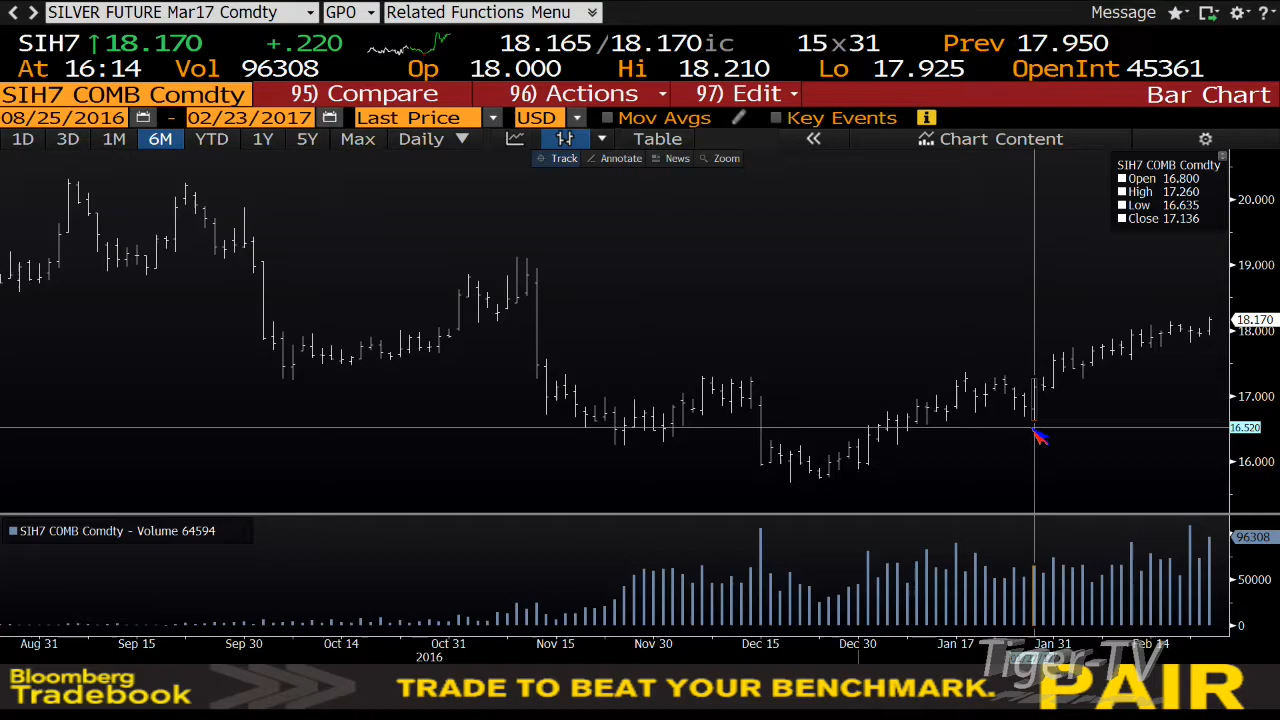 SILVER FUTURE Mar17 Comdty GPO Related Functions Menu Message ?
SIH7 ↑18.170 +.220 18.165/18.170ic 15x31 Prev 17.950
At 16:14 Vol 96308 Op 18.000 Hi 18.210 Lo 17.925 OpenInt 45361
SIH7 COMB Comdty 95) Compare 96) Actions 97) Edit Bar Chart
08/25/2016 - 02/23/2017 Last Price USD Mov Avgs Key Events
1D 3D 1M 6M YTD 1Y 5Y Max Daily ▼ Table « Chart Content
Track Annotate News Zoom
SIH7 COMB Comdty
Open 16.800
High 17.260
Low 16.635
Close 17.136
20.000
19.000
18.170
18.000
17.000
16.520
16.000
SIH7 COMB Comdty - Volume 64594
96308
50000
0
Aug 31 Sep 15 Sep 30 Oct 14 Oct 31 Nov 15 Nov 30 Dec 15 Dec 30 Jan 17 Jan 31 Feb 14
2016
Tiger-TV
Bloomberg
Tradebook
TRADE TO BEAT YOUR BENCHMARK.
PAIR